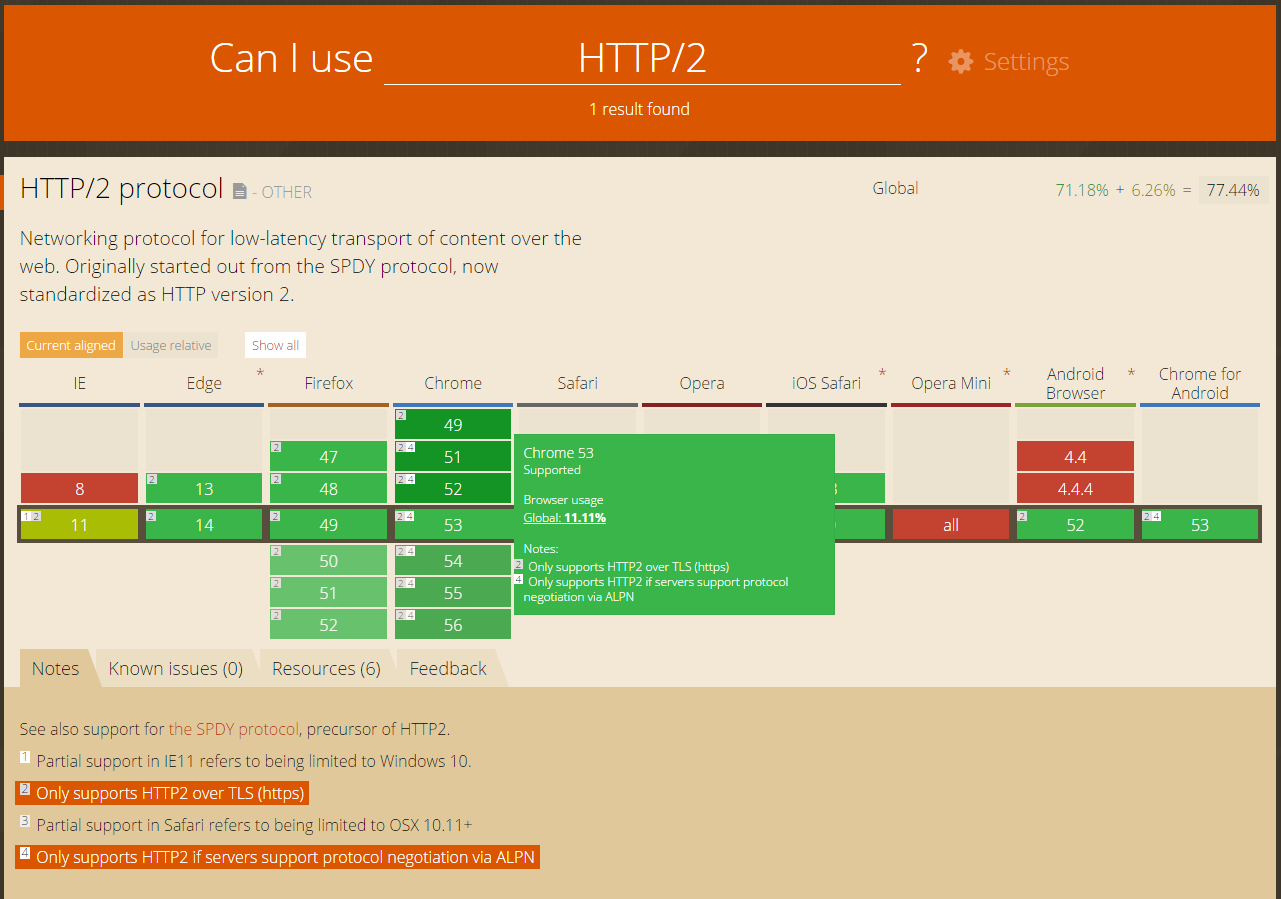 Can I use HTTP/2 ? Settings
1 result found
HTTP/2 protocol - OTHER
Global 71.18% + 6.26% = 77.44%
Networking protocol for low-latency transport of content over the
web. Originally started out from the SPDY protocol, now
standardized as HTTP version 2.
Current aligned Usage relative Show all
IE Edge * Firefox Chrome Safari Opera iOS Safari * Opera Mini * Android Browser * Chrome for Android
2 49
2 47 2 4 51 4.4
8 2 13 2 48 2 4 52 4.4.4
1 2 11 2 14 2 49 2 4 53 all 2 52 2 4 53
2 50 2 4 54
2 51 2 4 55
2 52 2 4 56
Chrome 53
Supported
Browser usage
Global: 11.11%
Notes:
2 Only supports HTTP2 over TLS (https)
4 Only supports HTTP2 if servers support protocol
negotiation via ALPN
Notes Known issues (0) Resources (6) Feedback
See also support for the SPDY protocol, precursor of HTTP2.
1 Partial support in IE11 refers to being limited to Windows 10.
2 Only supports HTTP2 over TLS (https)
3 Partial support in Safari refers to being limited to OSX 10.11+
4 Only supports HTTP2 if servers support protocol negotiation via ALPN